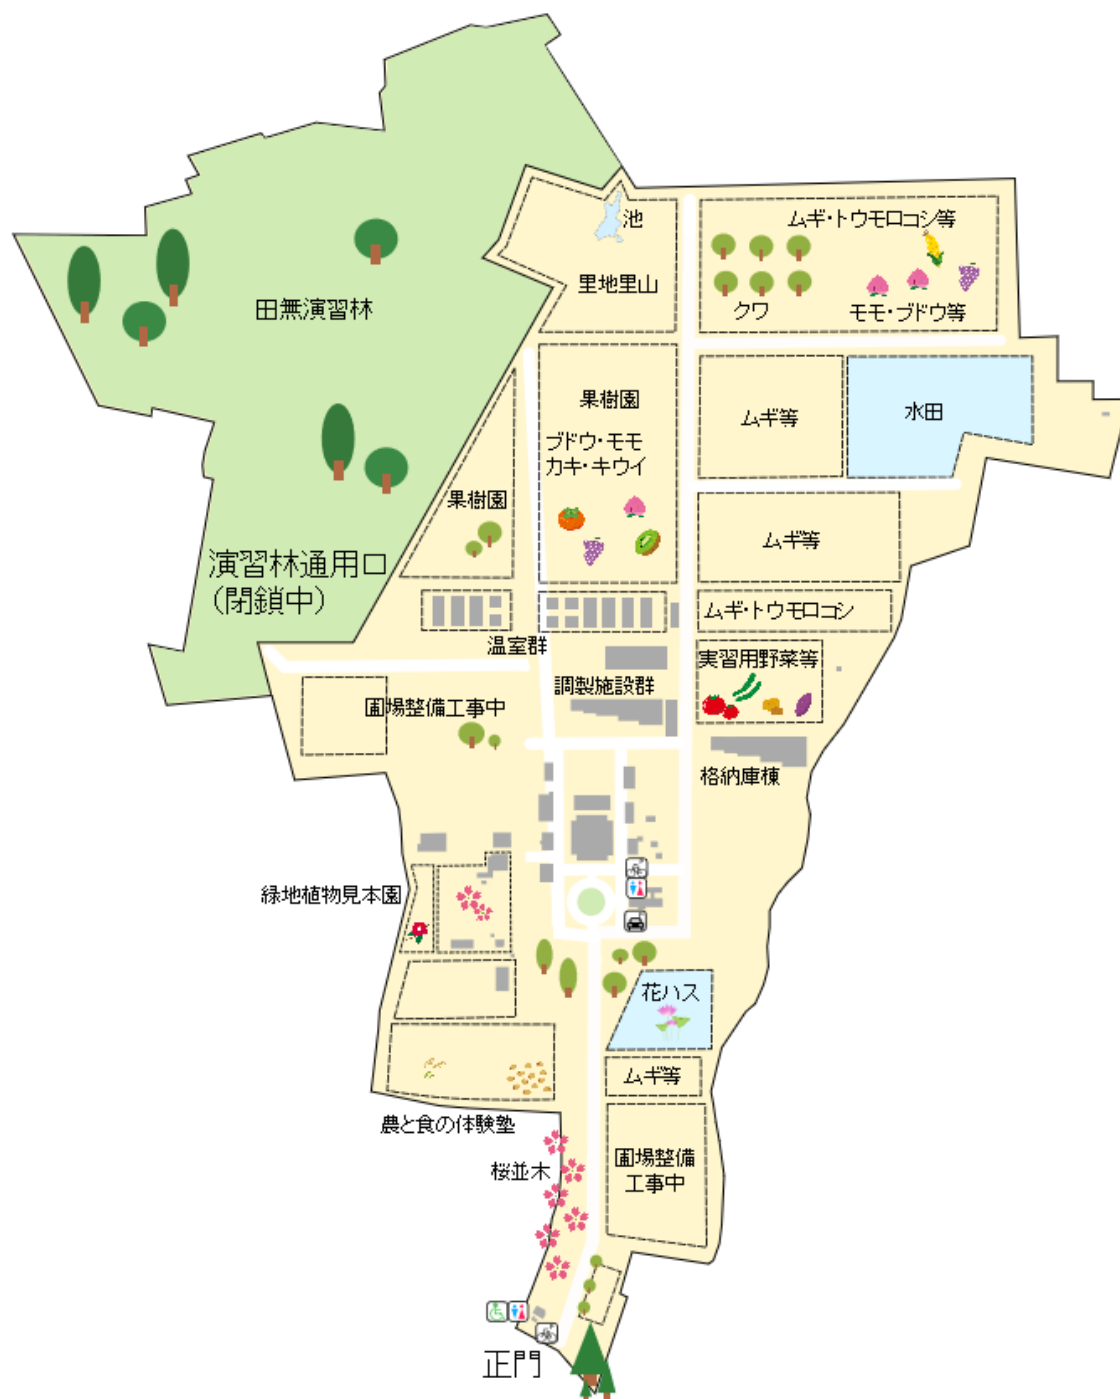 池
ムギ・トウモロコシ等
里地里山
田無演習林
クワ
モモ・ブドウ等
果樹園
ムギ等
水田
ブドウ・モモ
カキ・キウイ
果樹園
ムギ等
演習林通用口
(閉鎖中)
ムギ・トウモロコシ
温室群
実習用野菜等
調製施設群
圃場整備工事中
格納庫棟
緑地植物見本園
花ハス
ムギ等
農と食の体験塾
桜並木
圃場整備
工事中
正門